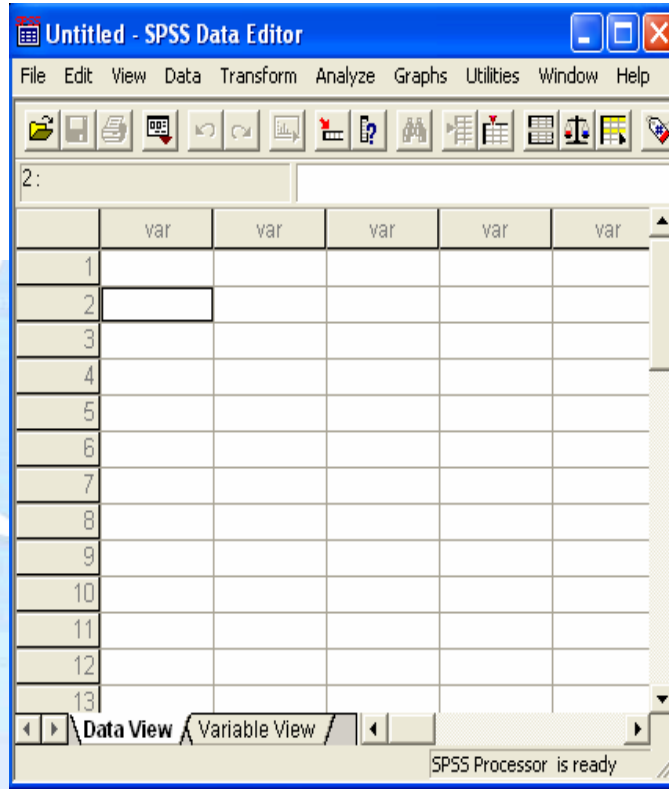 Untitled - SPSS Data Editor
File Edit View Data Transform Analyze Graphs Utilities Window Help
2:
var var var var var
1
2
3
4
5
6
7
8
9
10
11
12
13
Data View Variable View
SPSS Processor is ready